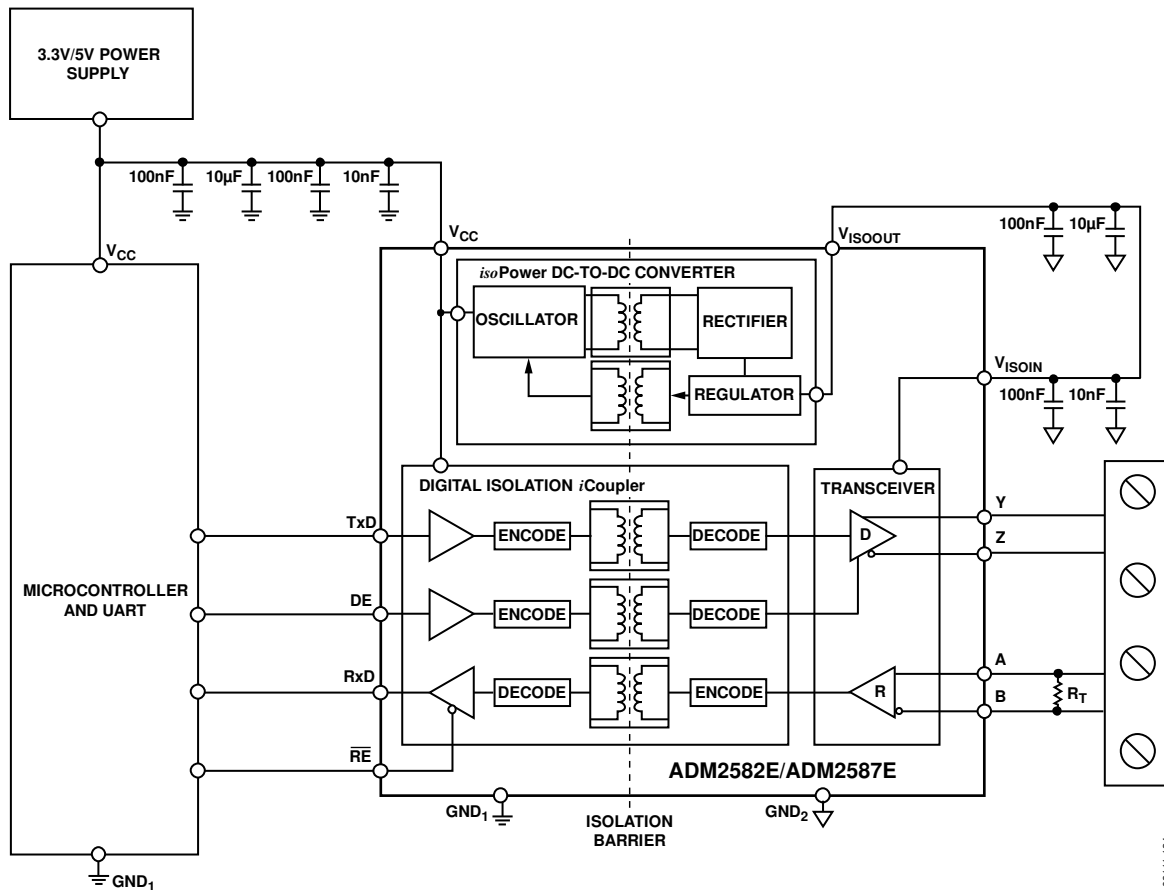 3.3V/5V POWER
SUPPLY
100nF
10µF
100nF
10nF
VCC
VCC
VISOOUT
100nF
10µF
isoPower DC-TO-DC CONVERTER
OSCILLATOR
RECTIFIER
REGULATOR
VISOIN
100nF
10nF
DIGITAL ISOLATION iCoupler
TRANSCEIVER
MICROCONTROLLER
AND UART
TxD
ENCODE
DECODE
D
Y
Z
DE
ENCODE
DECODE
RxD
DECODE
ENCODE
R
A
B
RT
RE
ADM2582E/ADM2587E
GND1
ISOLATION
BARRIER
GND2
GND1